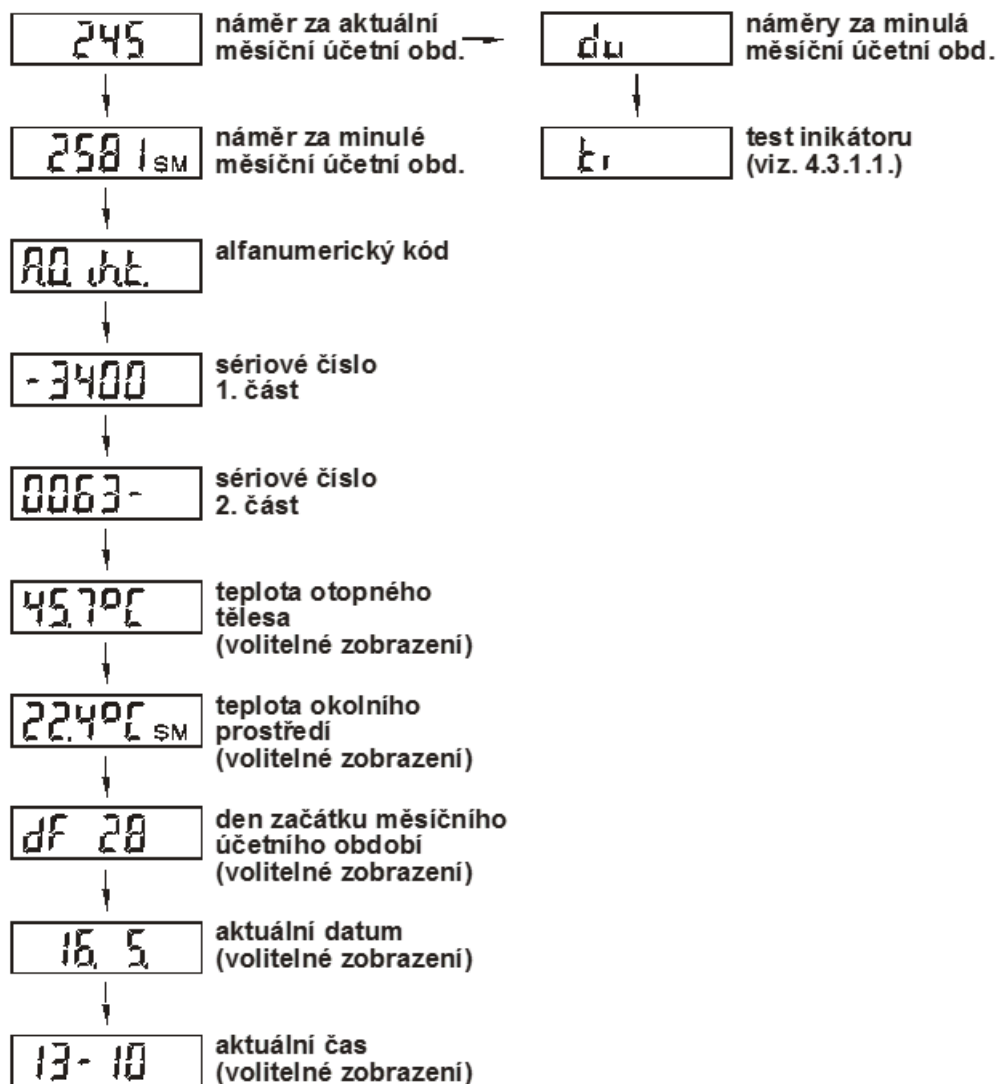 245
náměr za aktuální
měsíční účetní obd.
du
náměry za minulá
měsíční účetní obd.
2581 SM
náměr za minulé
měsíční účetní obd.
tr
test inikátoru
(viz. 4.3.1.1.)
alfanumerický kód
-3400
sériové číslo
1. část
0063-
sériové číslo
2. část
45.7°C
teplota otopného
tělesa
(volitelné zobrazení)
22.4°C SM
teplota okolního
prostředí
(volitelné zobrazení)
dF 28
den začátku měsíčního
účetního období
(volitelné zobrazení)
16. 5.
aktuální datum
(volitelné zobrazení)
13-10
aktuální čas
(volitelné zobrazení)